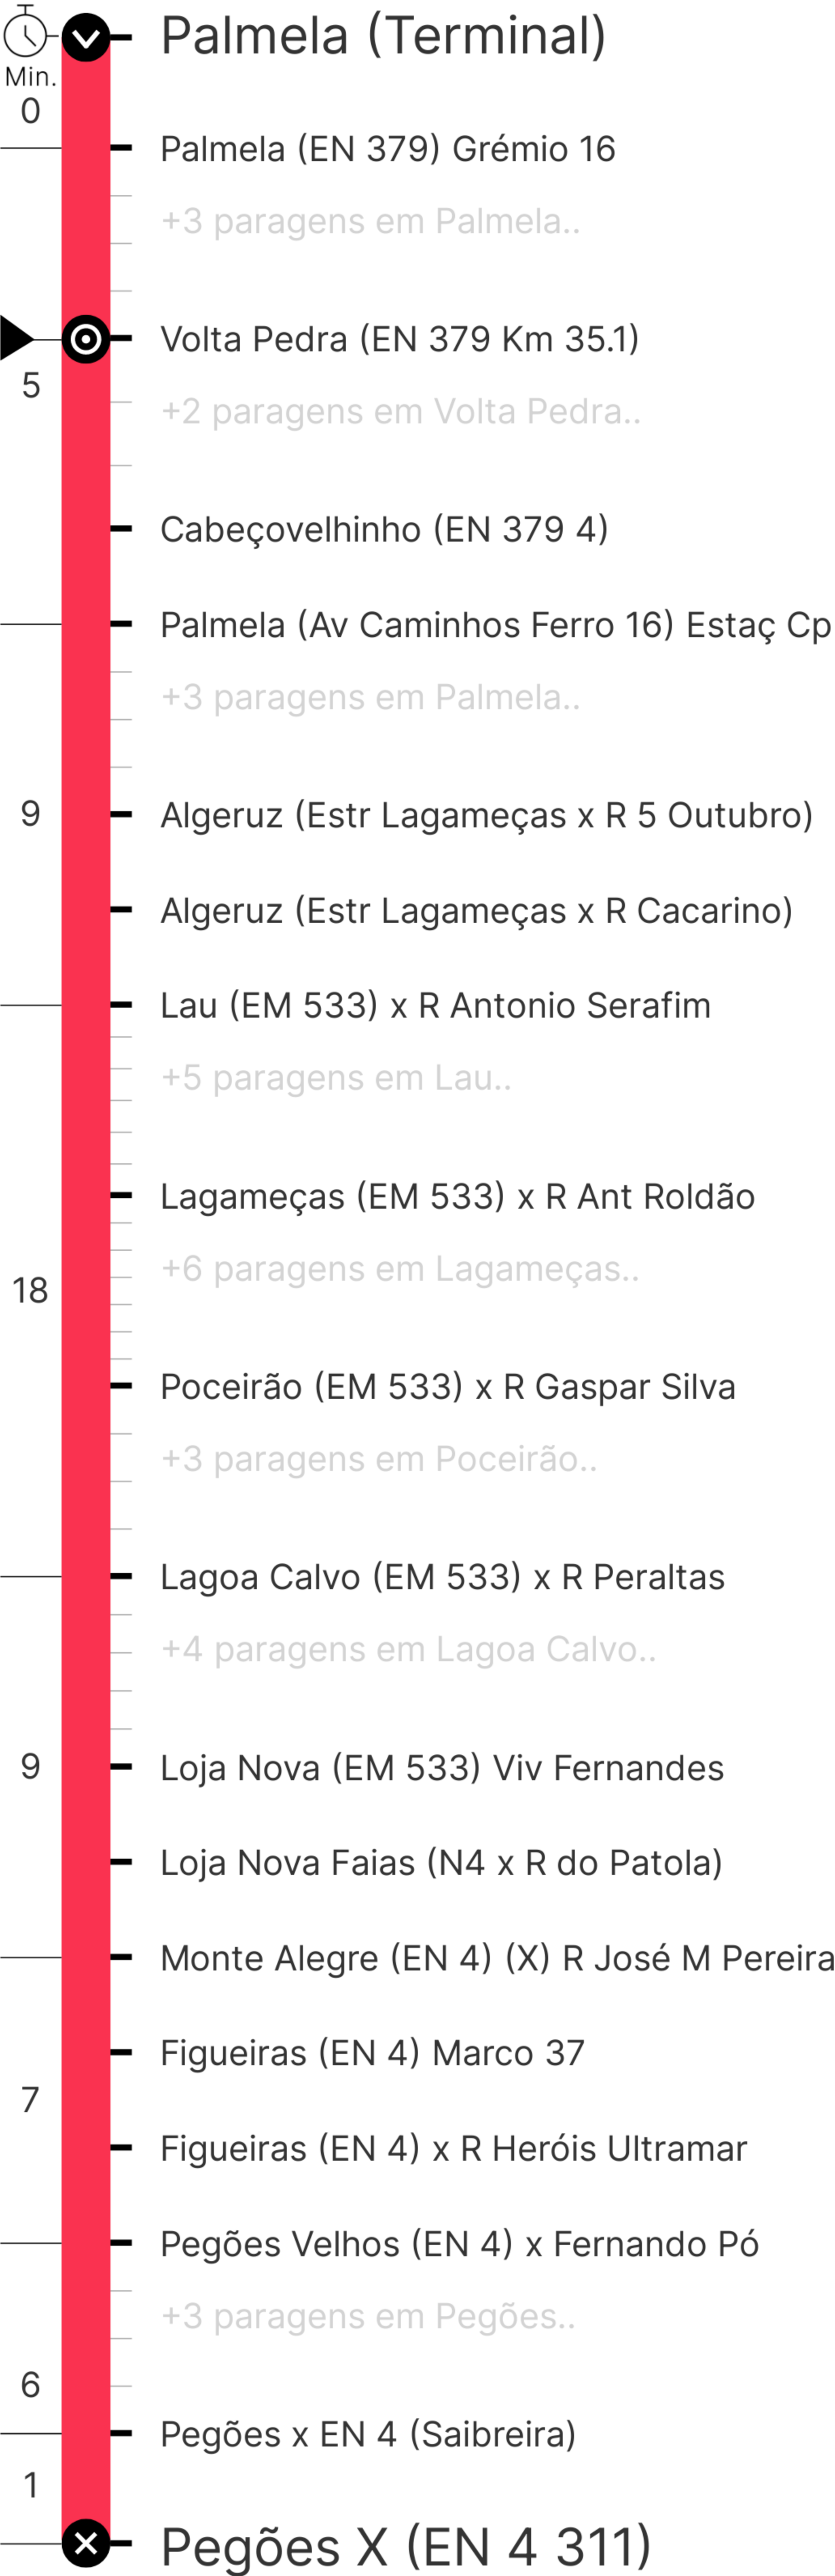 Palmela (Terminal)
Min.
0
Palmela (EN 379) Grémio 16
+3 paragens em Palmela..
Volta Pedra (EN 379 Km 35.1)
5
+2 paragens em Volta Pedra..
Cabeçovelhinho (EN 379 4)
Palmela (Av Caminhos Ferro 16) Estaç Cp
+3 paragens em Palmela..
9
Algeruz (Estr Lagameças x R 5 Outubro)
Algeruz (Estr Lagameças x R Cacarino)
Lau (EM 533) x R Antonio Serafim
+5 paragens em Lau..
Lagameças (EM 533) x R Ant Roldão
+6 paragens em Lagameças..
18
Poceirão (EM 533) x R Gaspar Silva
+3 paragens em Poceirão..
Lagoa Calvo (EM 533) x R Peraltas
+4 paragens em Lagoa Calvo..
9
Loja Nova (EM 533) Viv Fernandes
Loja Nova Faias (N4 x R do Patola)
Monte Alegre (EN 4) (X) R José M Pereira
Figueiras (EN 4) Marco 37
7
Figueiras (EN 4) x R Heróis Ultramar
Pegões Velhos (EN 4) x Fernando Pó
+3 paragens em Pegões..
6
Pegões x EN 4 (Saibreira)
1
Pegões X (EN 4 311)